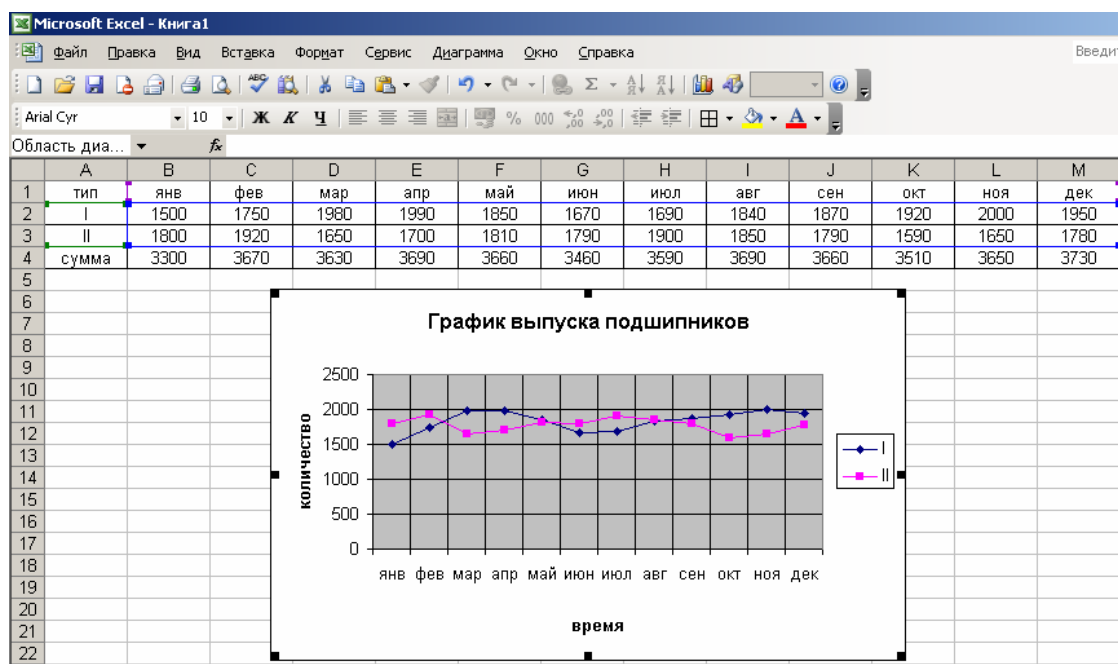 Microsoft Excel - Книга1
Файл Правка Вид Вставка Формат Сервис Диаграмма Окно Справка Введи
Arial Cyr 10 Ж К Ч % 000
Область диа... fx
A B C D E F G H I J K L M
1 тип янв фев мар апр май июн июл авг сен окт ноя дек
2 I 1500 1750 1980 1990 1850 1670 1690 1840 1870 1920 2000 1950
3 II 1800 1920 1650 1700 1810 1790 1900 1850 1790 1590 1650 1780
4 сумма 3300 3670 3630 3690 3660 3460 3590 3690 3660 3510 3650 3730
5
6
7
8
9
10
11
12
13
14
15
16
17
18
19
20
21
22
График выпуска подшипников
количество
2500
2000
1500
1000
500
0
янв фев мар апр май июн июл авг сен окт ноя дек
время
I
II